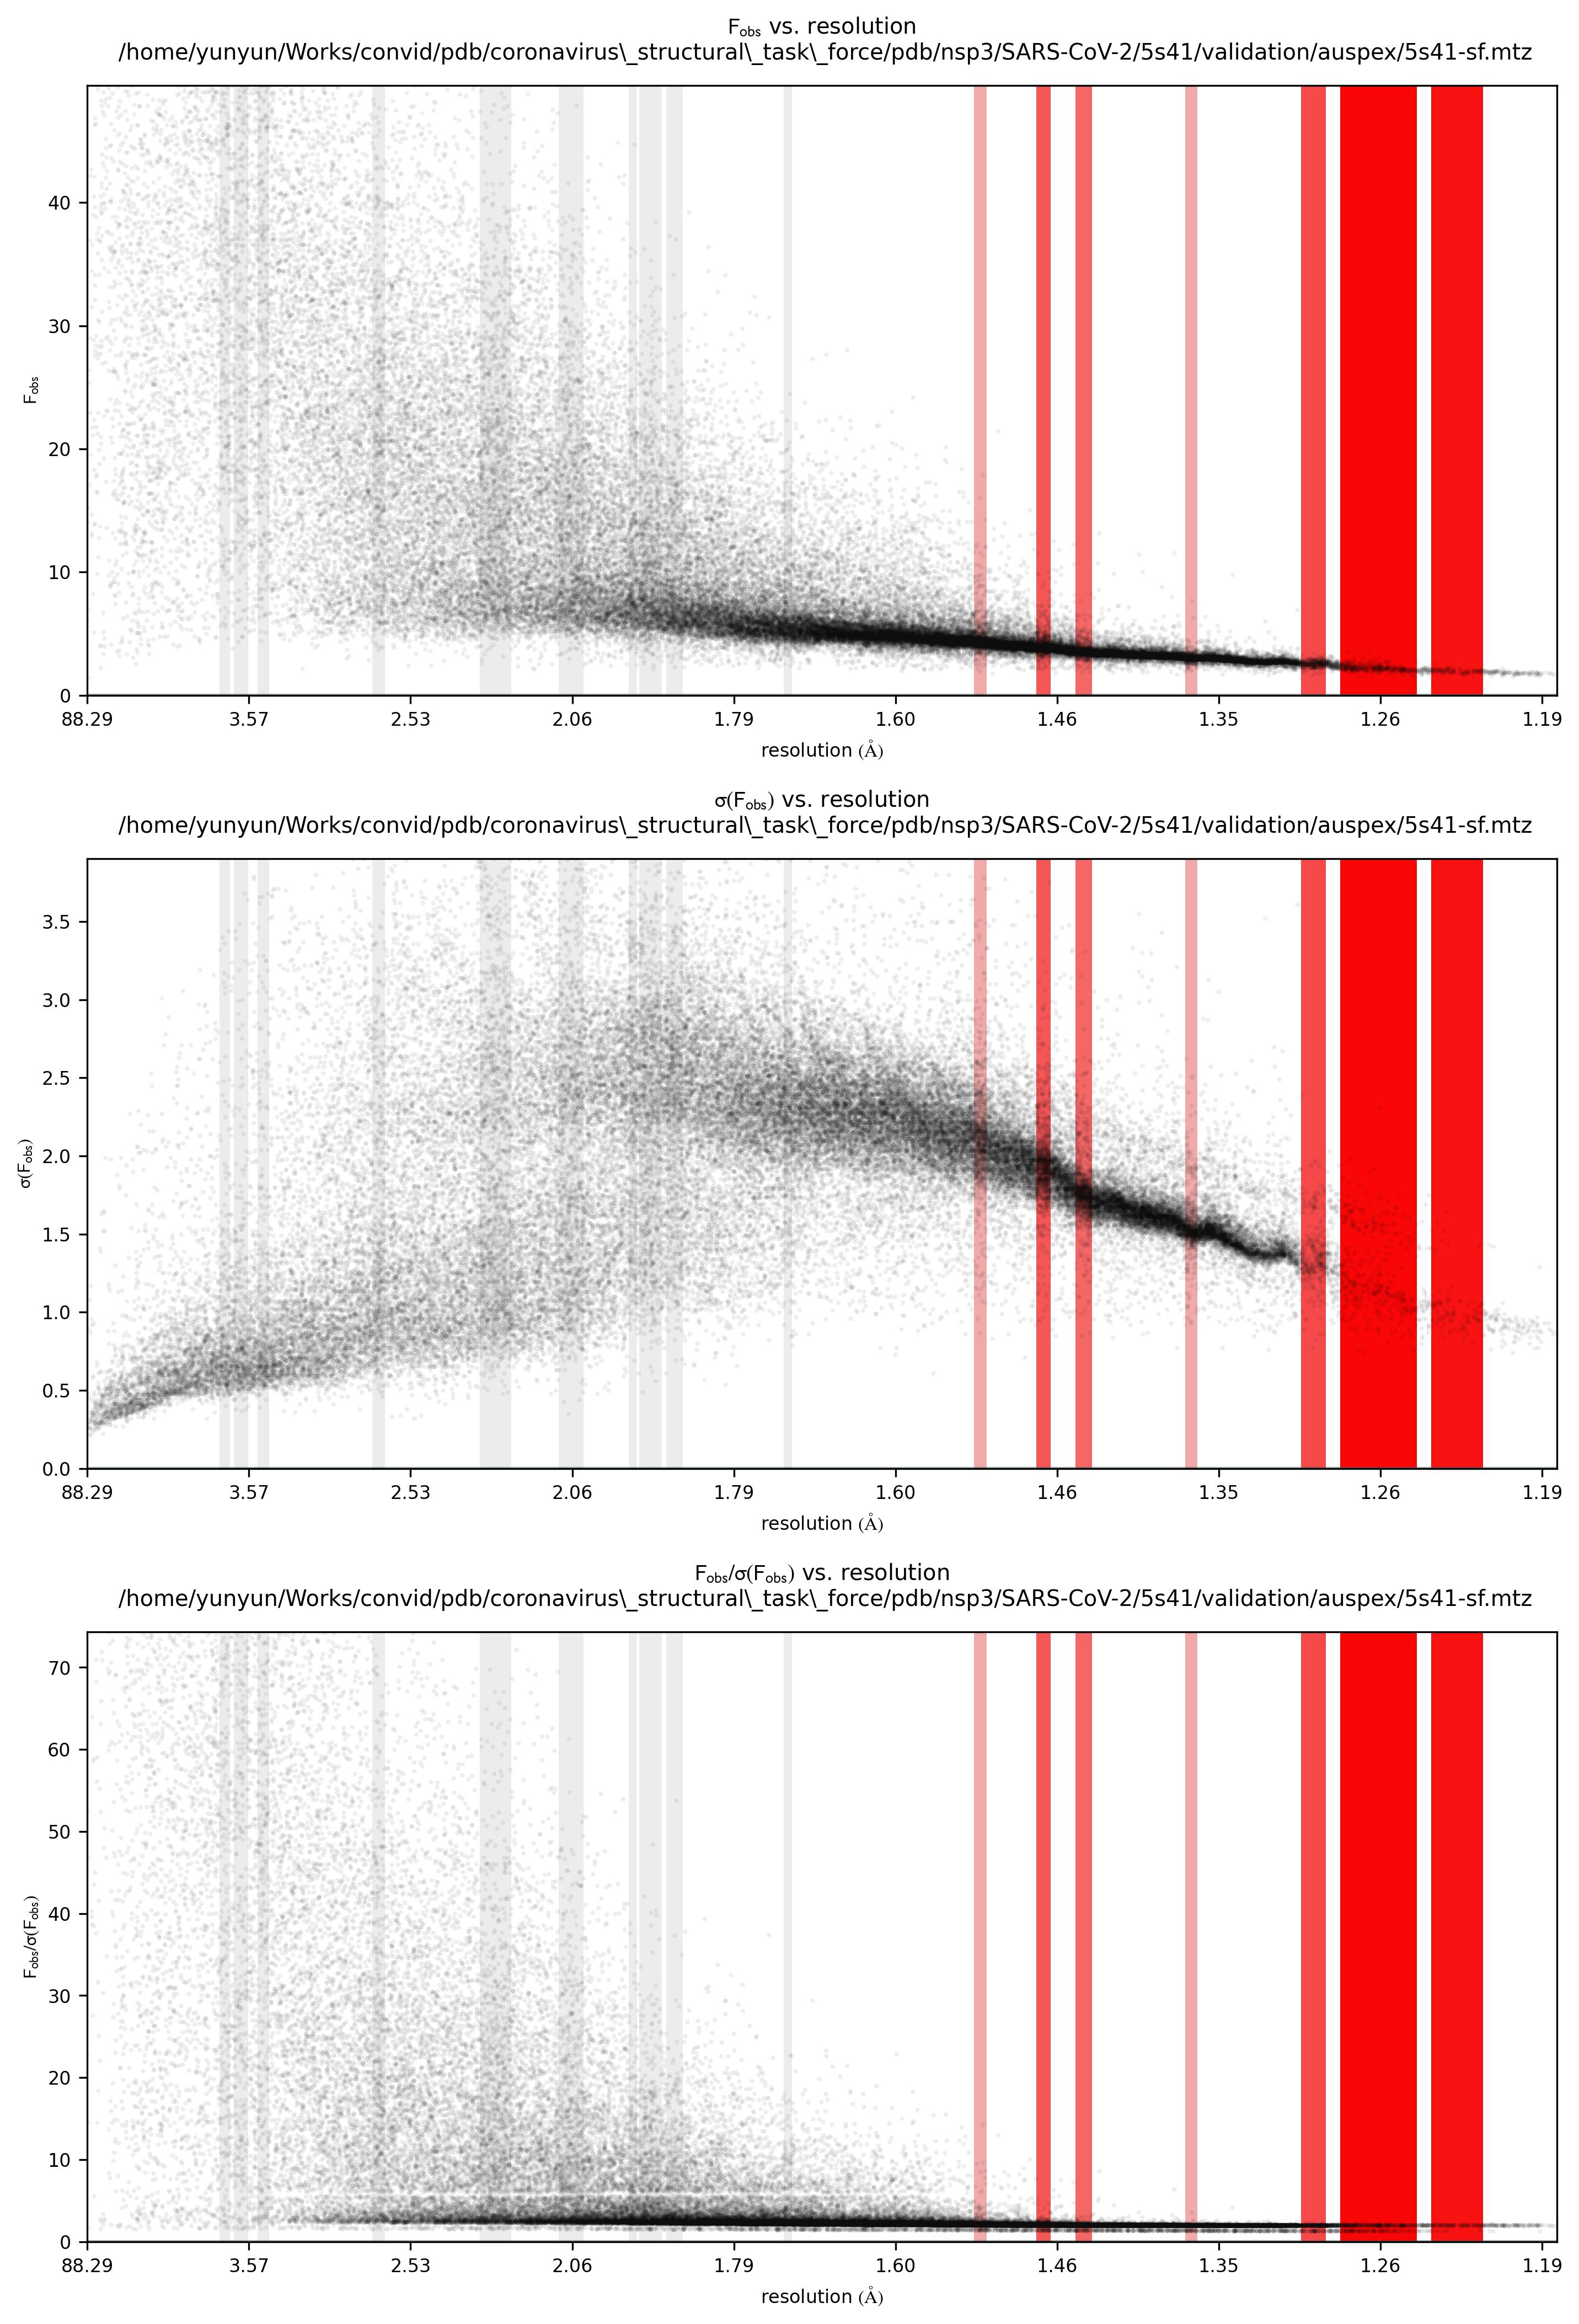 Fobs vs. resolution
/home/yunyun/Works/convid/pdb/coronavirus\_structural\_task\_force/pdb/nsp3/SARS-CoV-2/5s41/validation/auspex/5s41-sf.mtz
40
30
20
10
0
Fobs
88.29 3.57 2.53 2.06 1.79 1.60 1.46 1.35 1.26 1.19
resolution (Å)
σ(Fobs) vs. resolution
/home/yunyun/Works/convid/pdb/coronavirus\_structural\_task\_force/pdb/nsp3/SARS-CoV-2/5s41/validation/auspex/5s41-sf.mtz
3.5
3.0
2.5
2.0
1.5
1.0
0.5
0.0
σ(Fobs)
88.29 3.57 2.53 2.06 1.79 1.60 1.46 1.35 1.26 1.19
resolution (Å)
Fobs/σ(Fobs) vs. resolution
/home/yunyun/Works/convid/pdb/coronavirus\_structural\_task\_force/pdb/nsp3/SARS-CoV-2/5s41/validation/auspex/5s41-sf.mtz
70
60
50
40
30
20
10
0
Fobs/σ(Fobs)
88.29 3.57 2.53 2.06 1.79 1.60 1.46 1.35 1.26 1.19
resolution (Å)